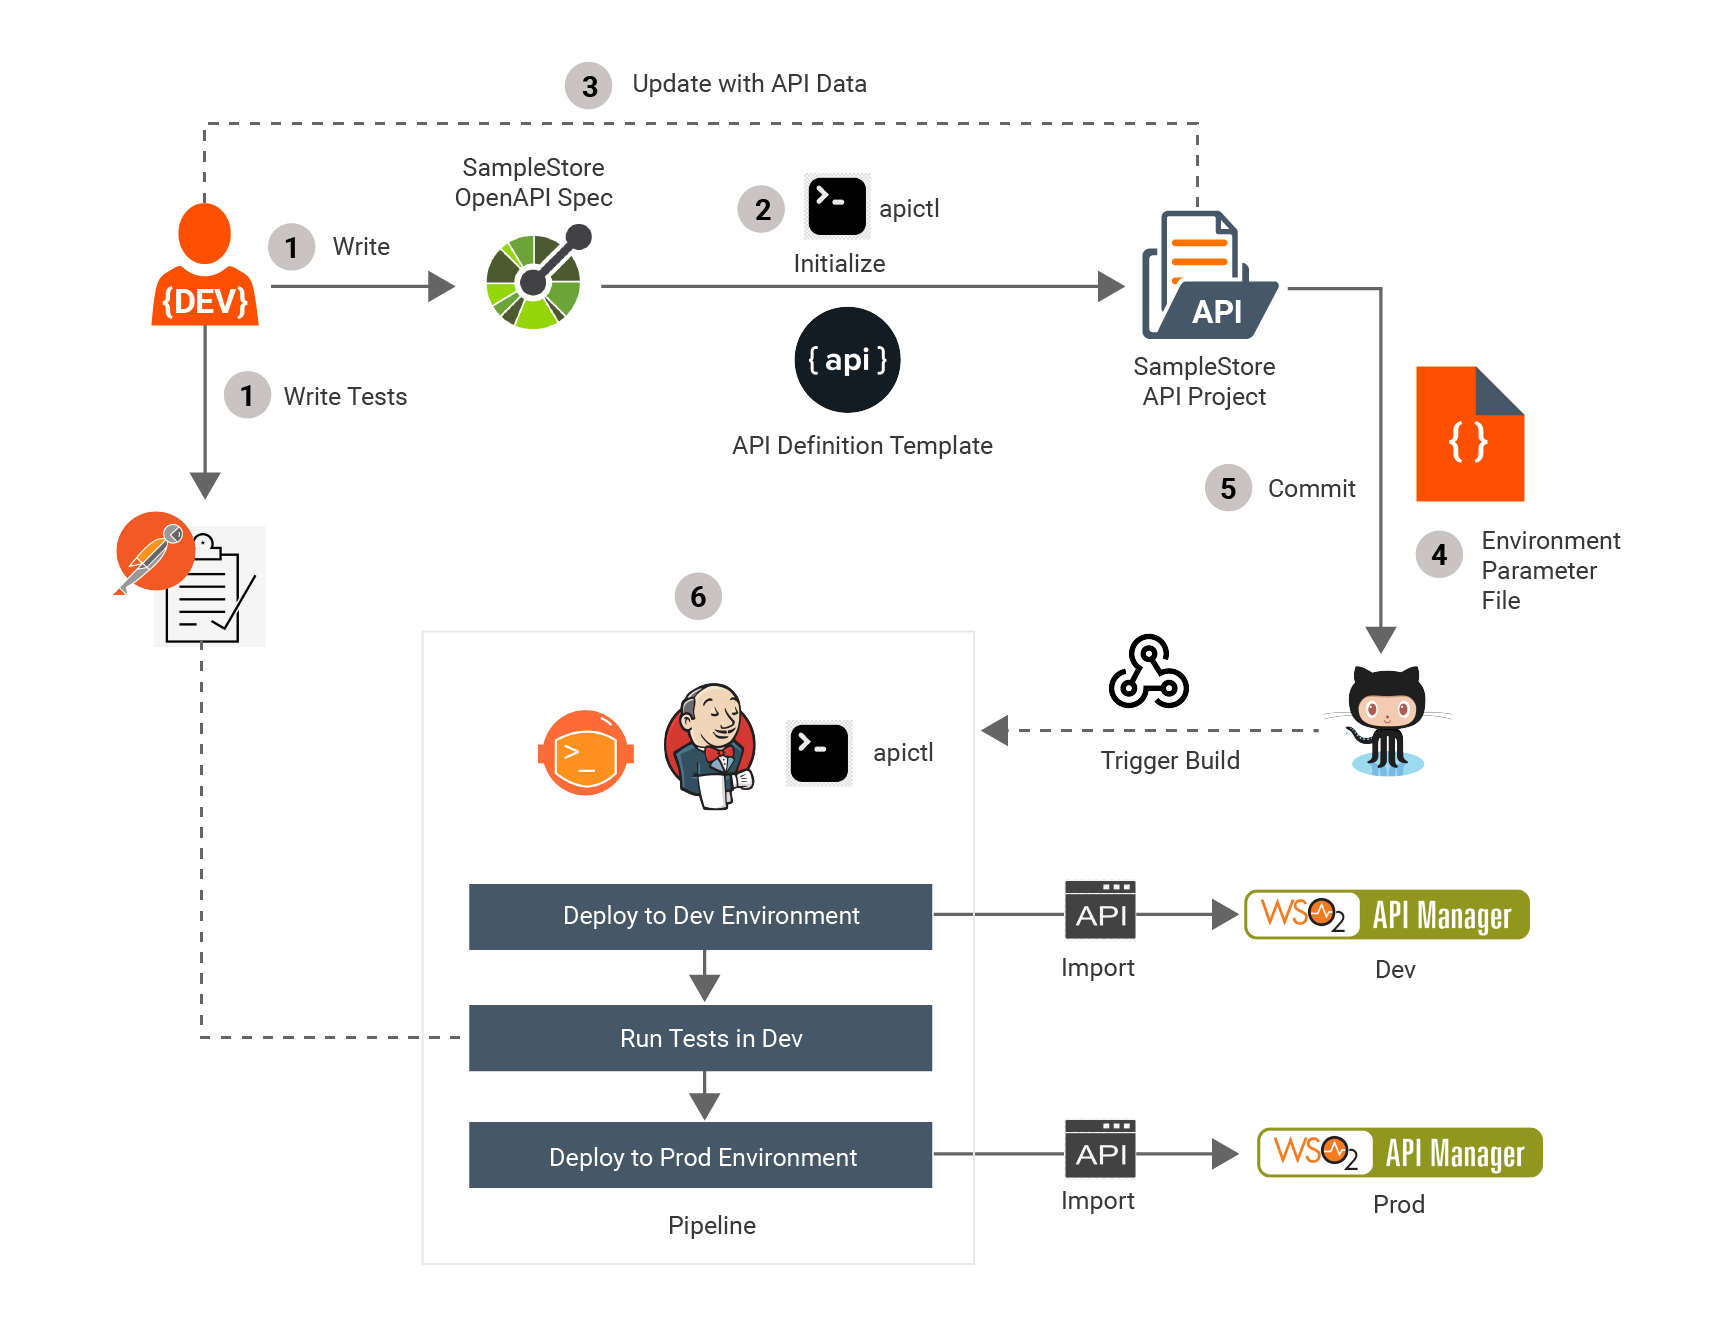 3 Update with API Data
SampleStore
OpenAPI Spec
2 >- apictl
1 Write
Initialize
{DEV}
API
{ api }
SampleStore
API Project
1 Write Tests
API Definition Template
{ }
5 Commit
4 Environment
Parameter
File
6
>_
>- apictl
Trigger Build
Deploy to Dev Environment
API
WSO2 API Manager
Import
Dev
Run Tests in Dev
Deploy to Prod Environment
API
WSO2 API Manager
Import
Prod
Pipeline